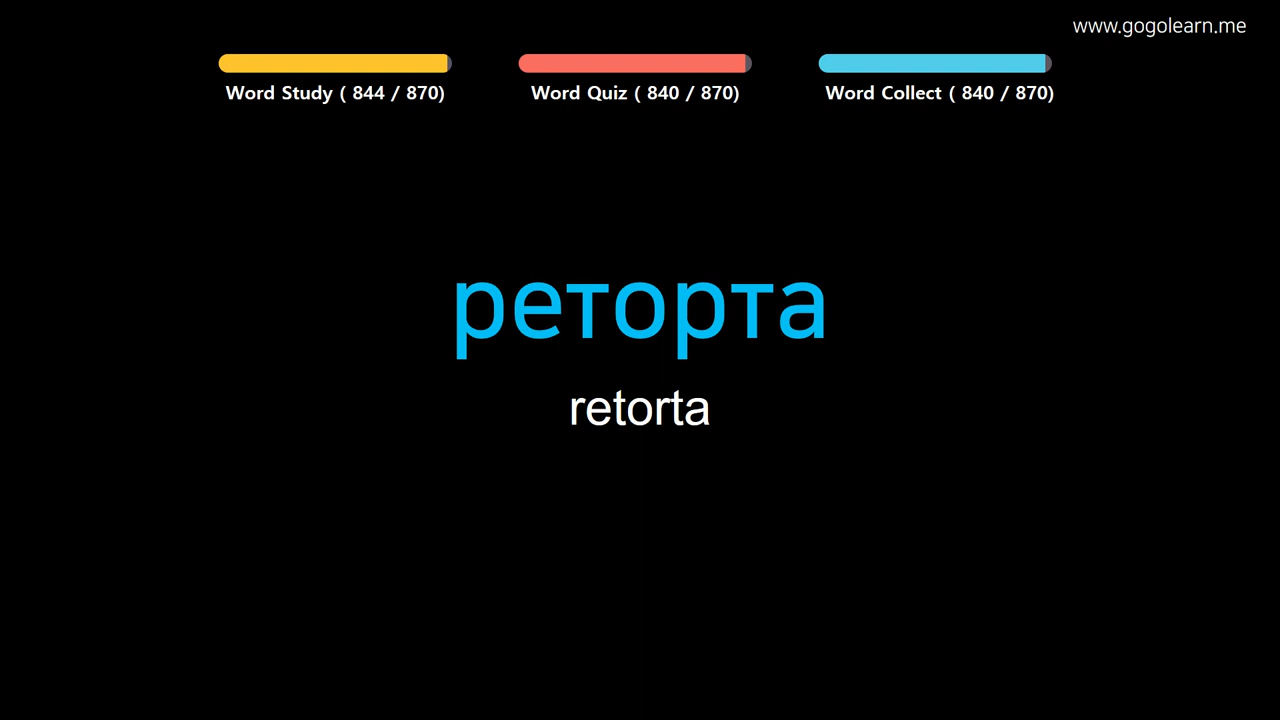 www.gogolearn.me
Word Study ( 844 / 870)
Word Quiz ( 840 / 870)
Word Collect ( 840 / 870)
реторта
retorta